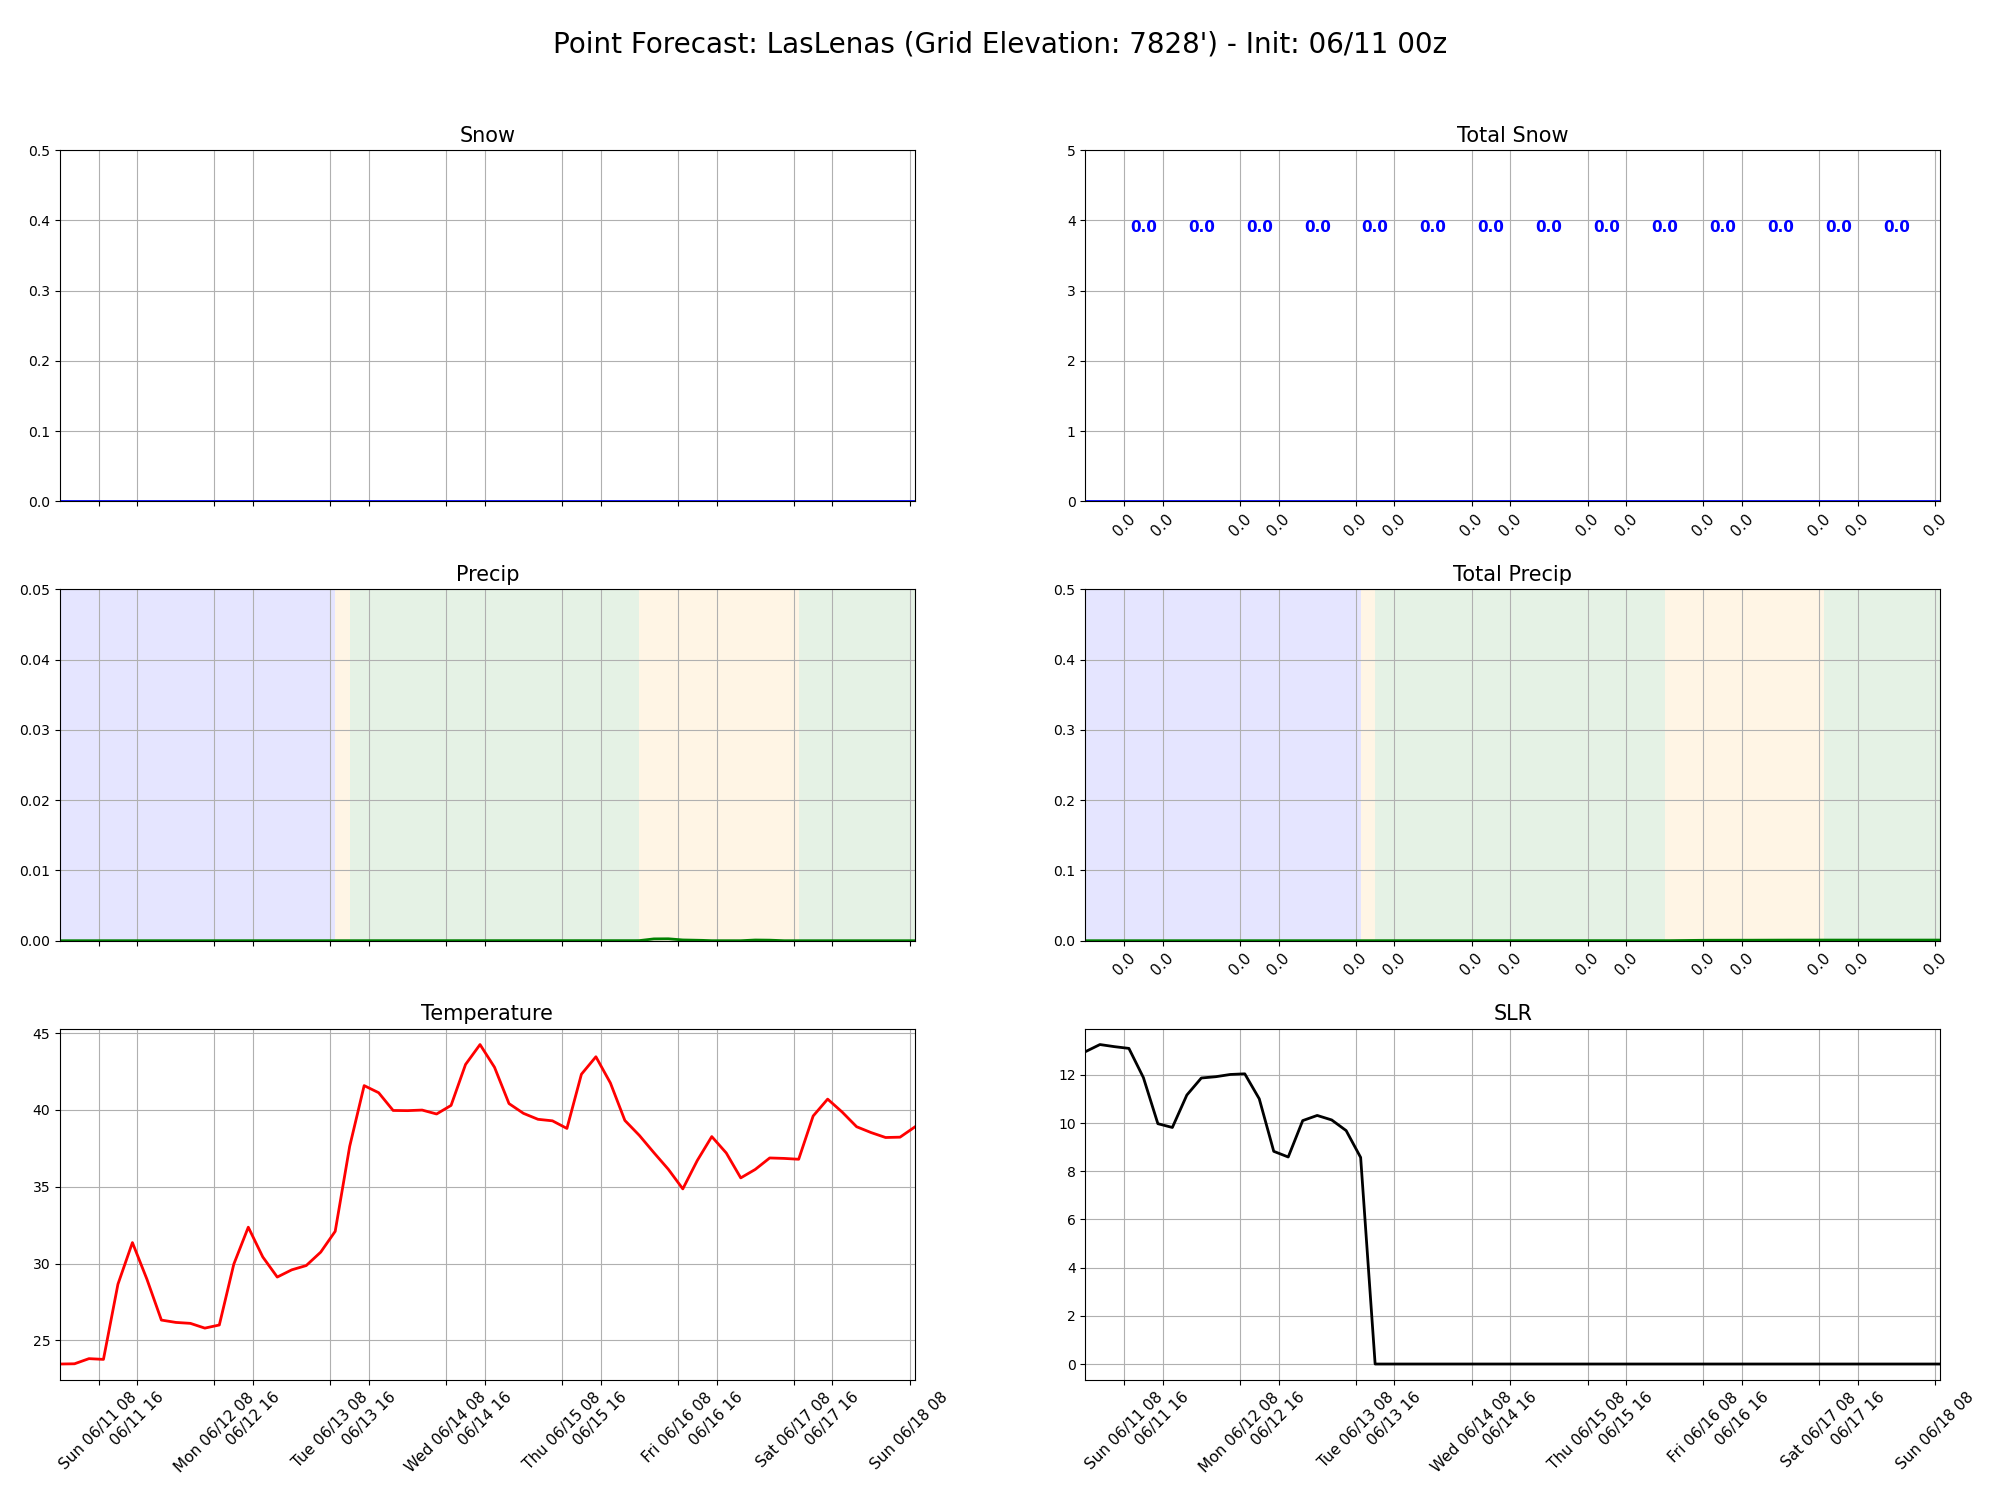 Point Forecast: LasLenas (Grid Elevation: 7828') - Init: 06/11 00z
Snow
0.5
0.4
0.3
0.2
0.1
0.0
Total Snow
5
4
3
2
1
0
0.0 0.0 0.0 0.0 0.0 0.0 0.0 0.0 0.0 0.0 0.0 0.0 0.0 0.0
0.0 0.0 0.0 0.0 0.0 0.0 0.0 0.0 0.0 0.0 0.0 0.0 0.0 0.0 0.0
Precip
0.05
0.04
0.03
0.02
0.01
0.00
Total Precip
0.5
0.4
0.3
0.2
0.1
0.0
0.0 0.0 0.0 0.0 0.0 0.0 0.0 0.0 0.0 0.0 0.0 0.0 0.0 0.0 0.0
Temperature
45
40
35
30
25
Sun 06/11 08
06/11 16
Mon 06/12 08
06/12 16
Tue 06/13 08
06/13 16
Wed 06/14 08
06/14 16
Thu 06/15 08
06/15 16
Fri 06/16 08
06/16 16
Sat 06/17 08
06/17 16
Sun 06/18 08
SLR
12
10
8
6
4
2
0
Sun 06/11 08
06/11 16
Mon 06/12 08
06/12 16
Tue 06/13 08
06/13 16
Wed 06/14 08
06/14 16
Thu 06/15 08
06/15 16
Fri 06/16 08
06/16 16
Sat 06/17 08
06/17 16
Sun 06/18 08